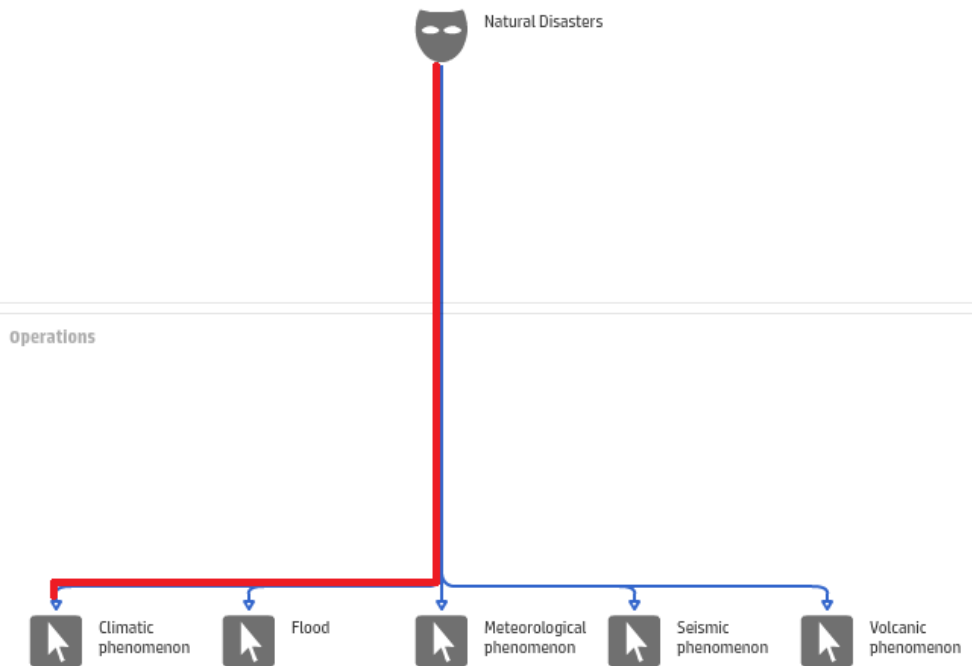 Natural Disasters
Operations
Climatic
phenomenon
Flood
Meteorological
phenomenon
Seismic
phenomenon
Volcanic
phenomenon